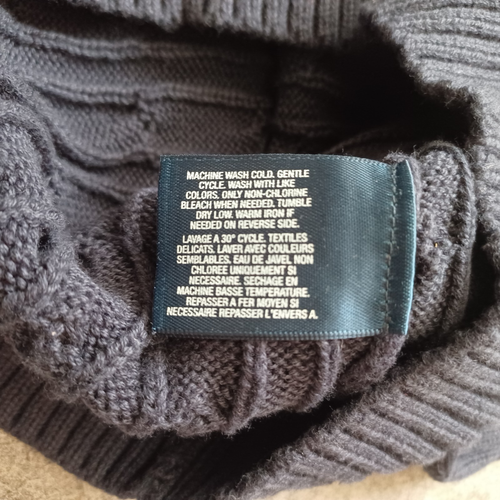 MACHINE WASH COLD. GENTLE
CYCLE. WASH WITH LIKE
COLORS. ONLY NON-CHLORINE
BLEACH WHEN NEEDED. TUMBLE
DRY LOW. WARM IRON IF
NEEDED ON REVERSE SIDE.
LAVAGE A 30° CYCLE. TEXTILES
DELICATS. LAVER AVEC COULEURS
SEMBLABLES. EAU DE JAVEL NON
CHLOREE UNIQUEMENT SI
NECESSAIRE. SECHAGE EN
MACHINE BASSE TEMPERATURE.
REPASSER A FER MOYEN SI
NECESSAIRE REPASSER L'ENVERS A.